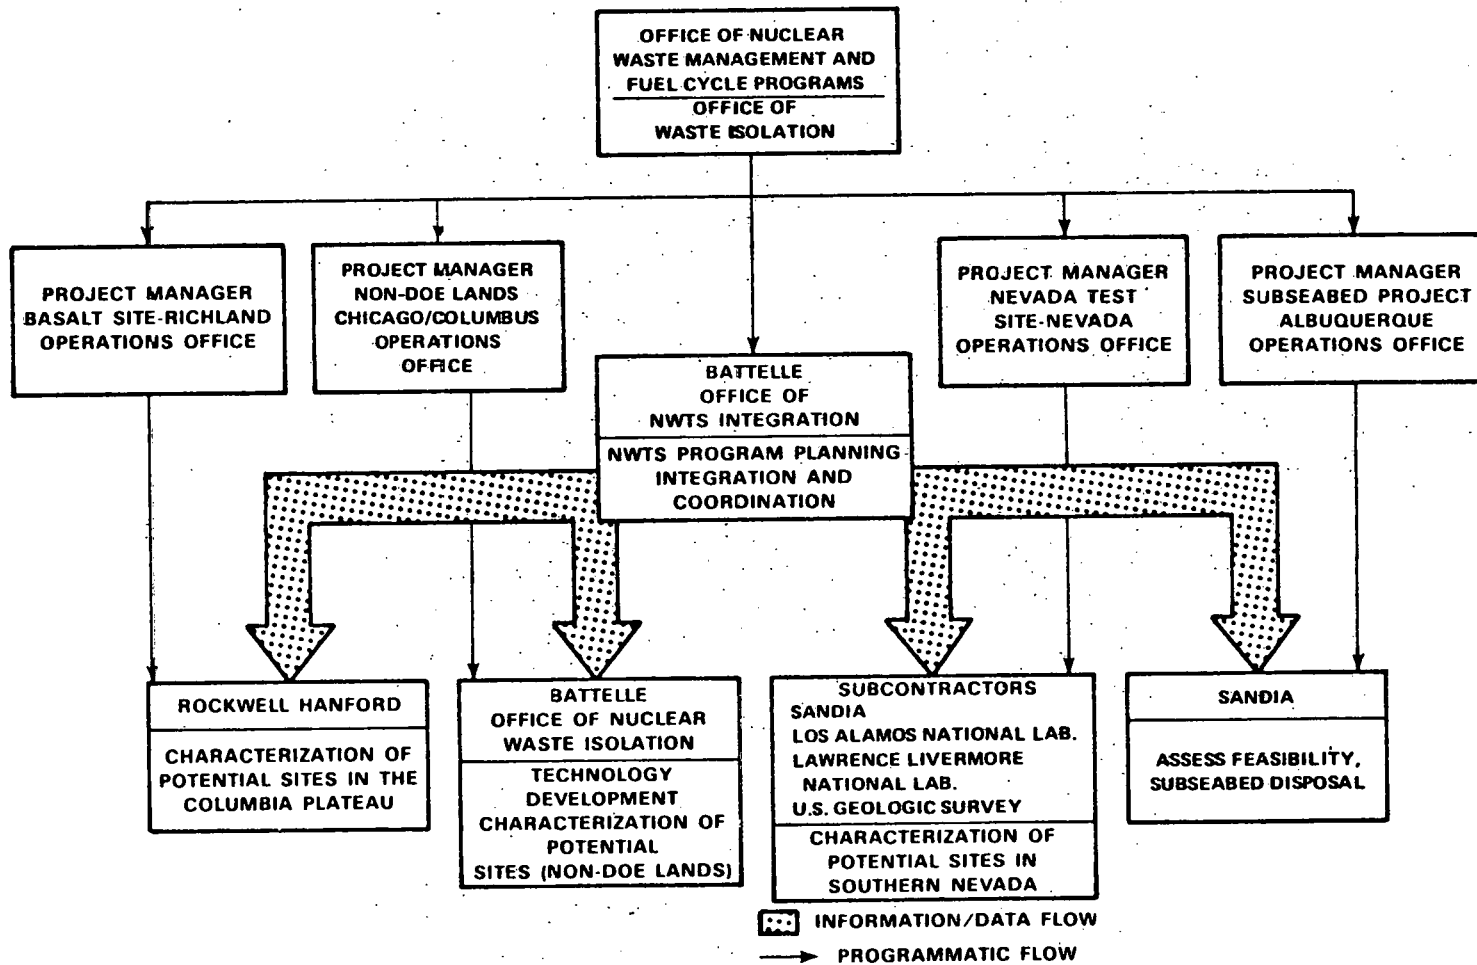 OFFICE OF NUCLEAR
WASTE MANAGEMENT AND
FUEL CYCLE PROGRAMS
OFFICE OF
WASTE ISOLATION
PROJECT MANAGER
BASALT SITE-RICHLAND
OPERATIONS OFFICE
PROJECT MANAGER
NON-DOE LANDS
CHICAGO/COLUMBUS
OPERATIONS
OFFICE
PROJECT MANAGER
NEVADA TEST
SITE-NEVADA
OPERATIONS OFFICE
PROJECT MANAGER
SUBSEABED PROJECT
ALBUQUERQUE
OPERATIONS OFFICE
BATTELLE
OFFICE OF
NWTS INTEGRATION
NWTS PROGRAM PLANNING
INTEGRATION AND
COORDINATION
ROCKWELL HANFORD
CHARACTERIZATION OF
POTENTIAL SITES IN THE
COLUMBIA PLATEAU
BATTELLE
OFFICE OF NUCLEAR
WASTE ISOLATION
TECHNOLOGY
DEVELOPMENT
CHARACTERIZATION OF
POTENTIAL
SITES (NON-DOE LANDS)
SUBCONTRACTORS
SANDIA
LOS ALAMOS NATIONAL LAB.
LAWRENCE LIVERMORE
NATIONAL LAB.
U.S. GEOLOGIC SURVEY
CHARACTERIZATION OF
POTENTIAL SITES IN
SOUTHERN NEVADA
SANDIA
ASSESS FEASIBILITY,
SUBSEABED DISPOSAL
INFORMATION/DATA FLOW
PROGRAMMATIC FLOW